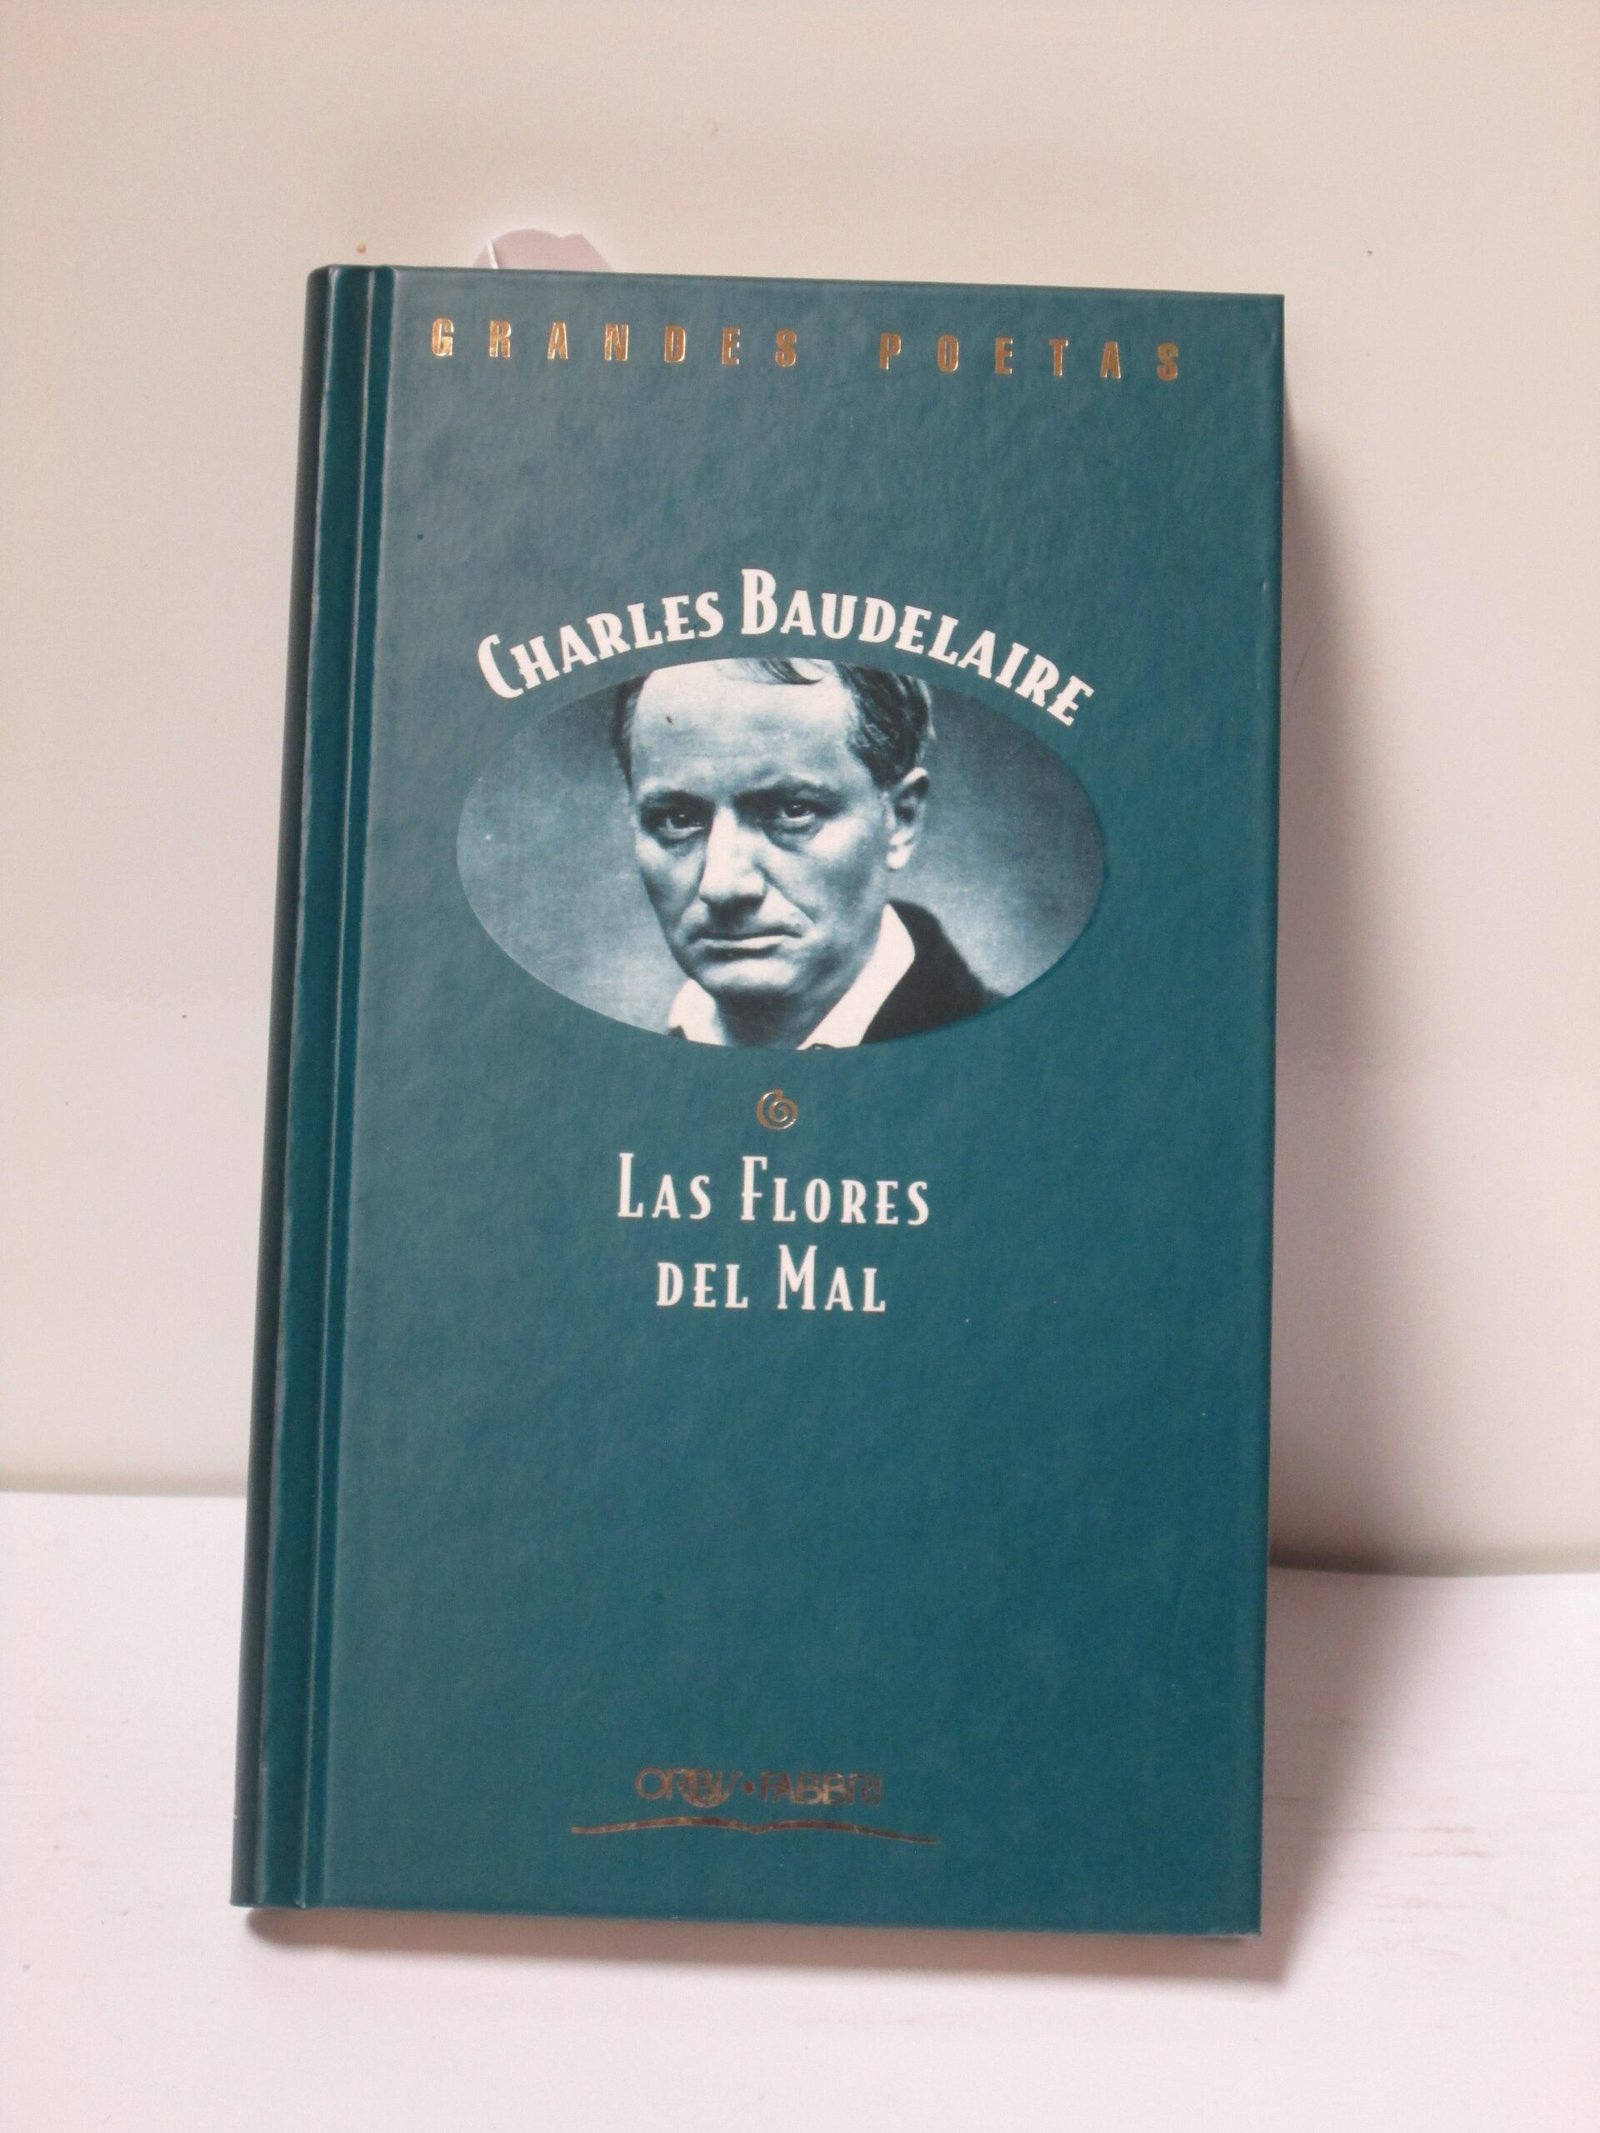 GRANDES POETAS
CHARLES BAUDELAIRE
LAS FLORES
DEL MAL
ORBIS · FABBRI